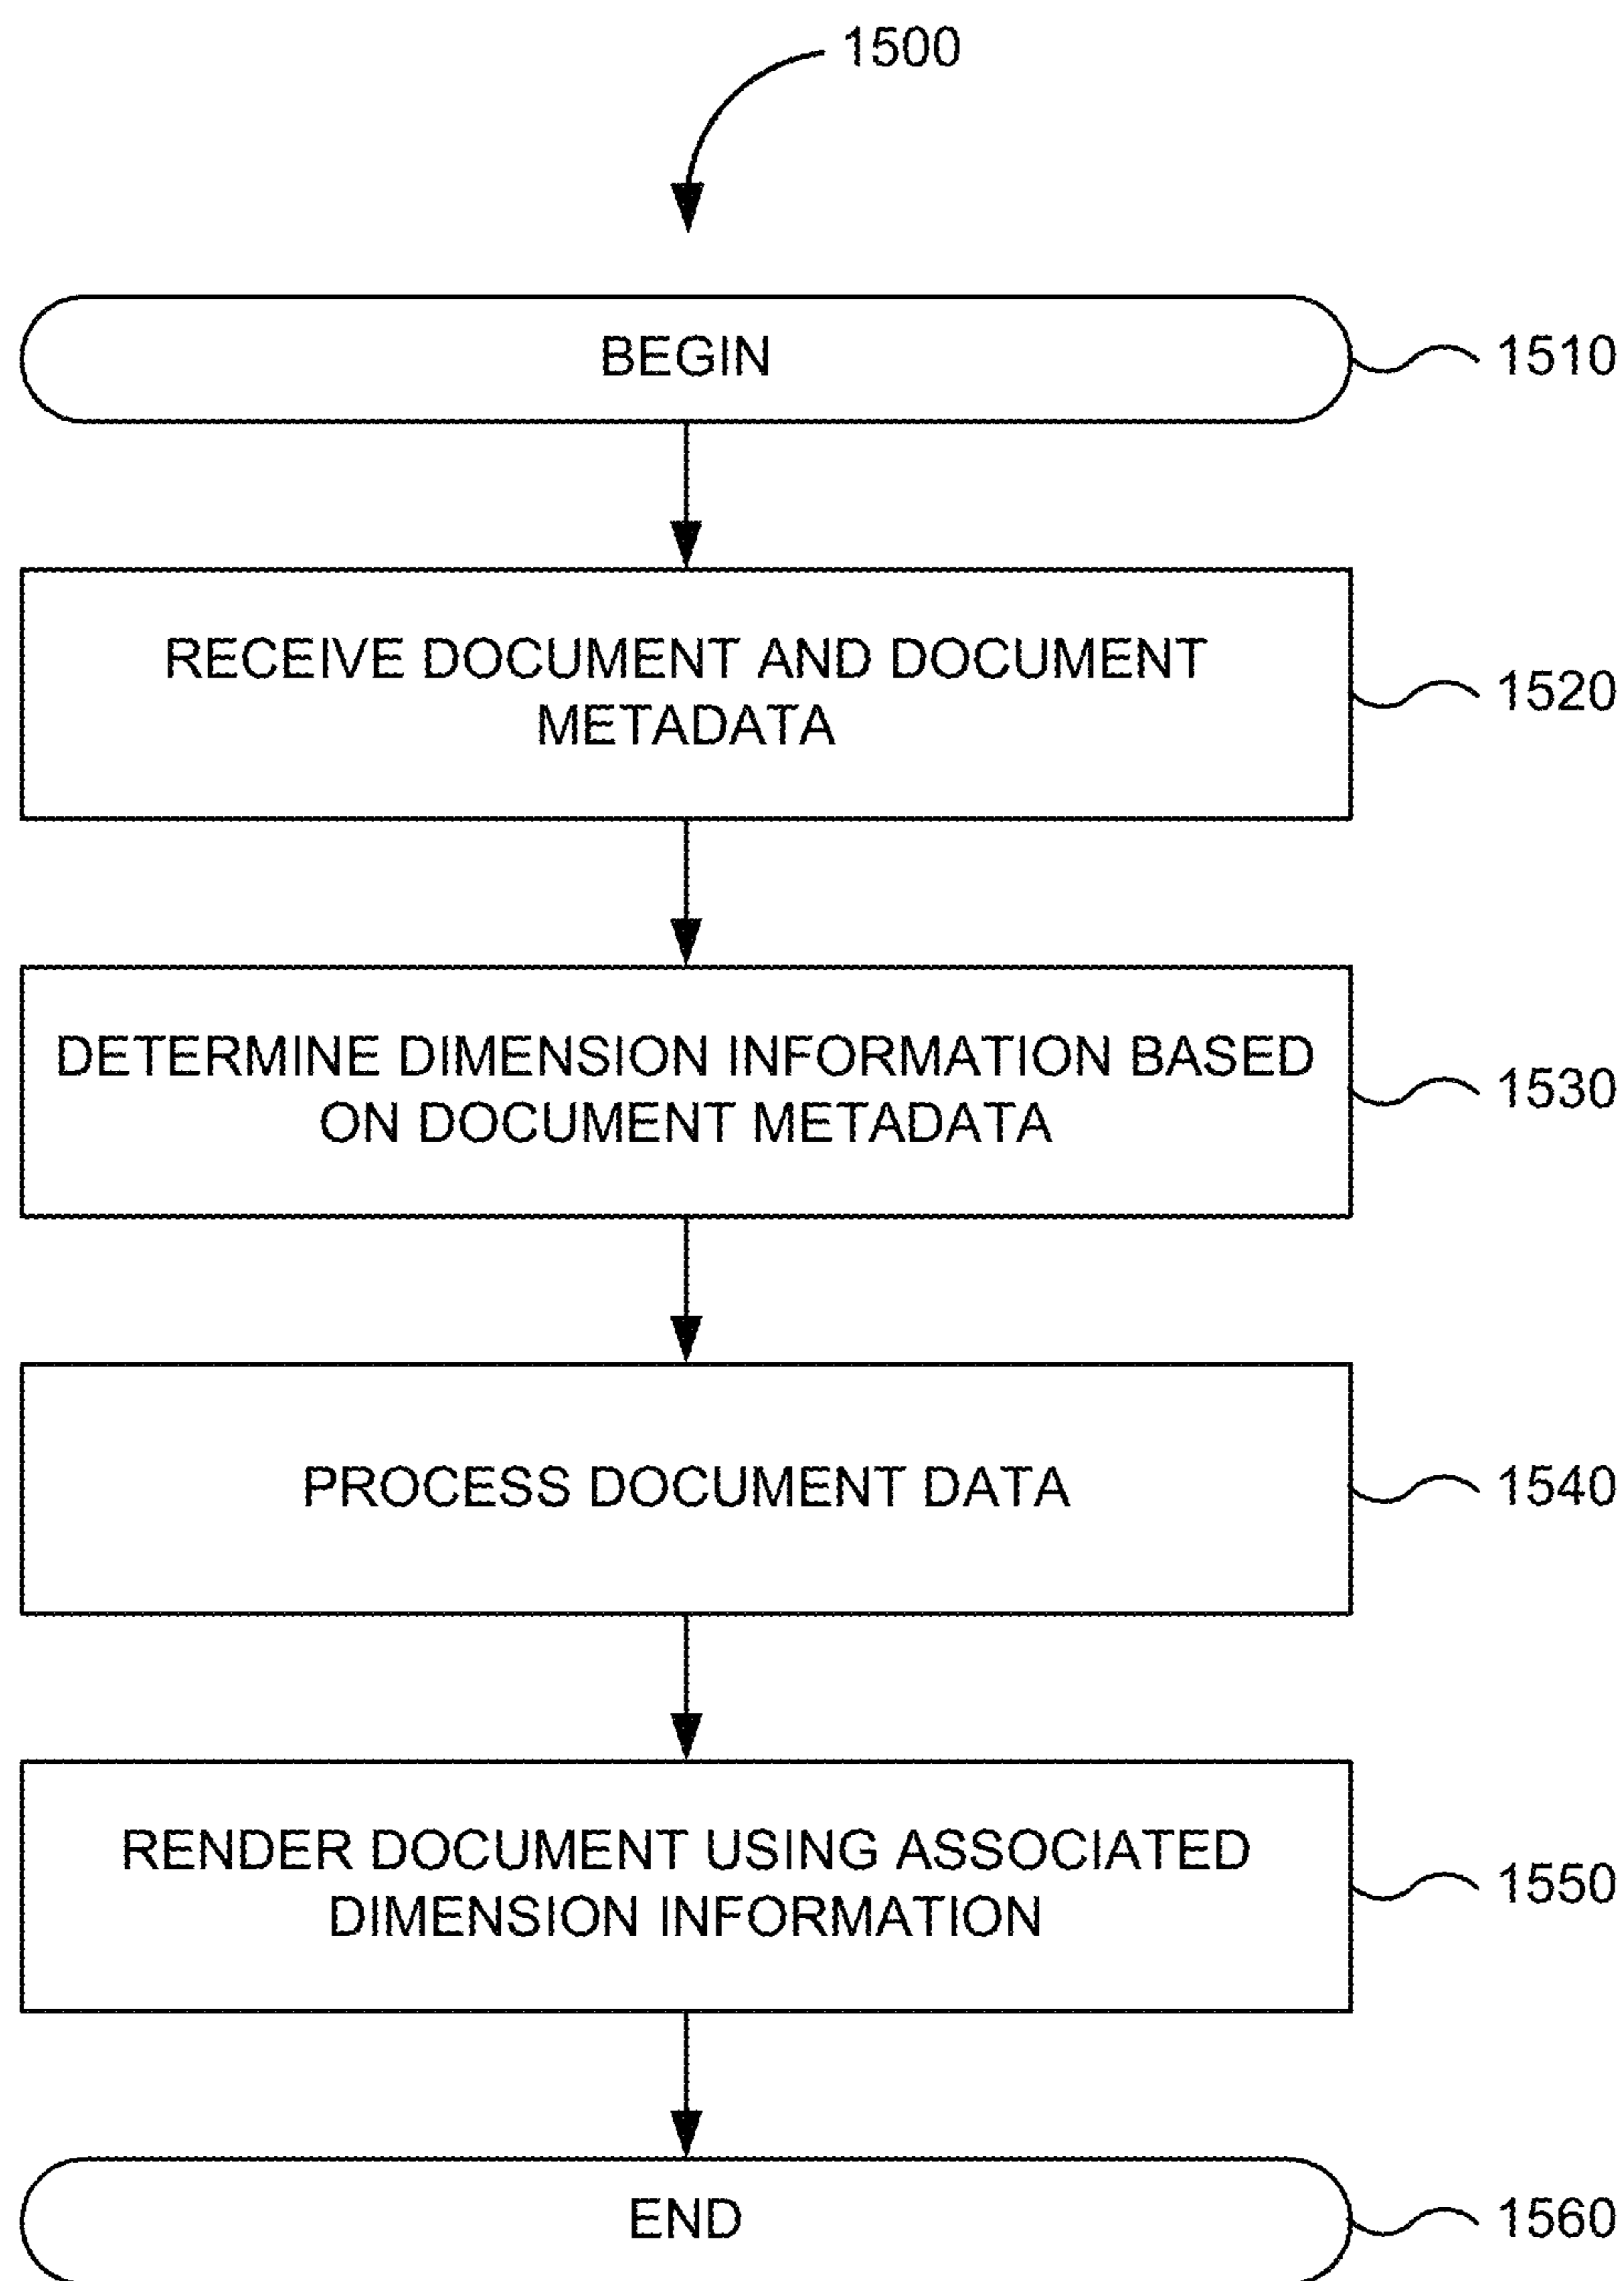 1500
BEGIN
1510
RECEIVE DOCUMENT AND DOCUMENT
METADATA
1520
DETERMINE DIMENSION INFORMATION BASED
ON DOCUMENT METADATA
1530
PROCESS DOCUMENT DATA
1540
RENDER DOCUMENT USING ASSOCIATED
DIMENSION INFORMATION
1550
END
1560